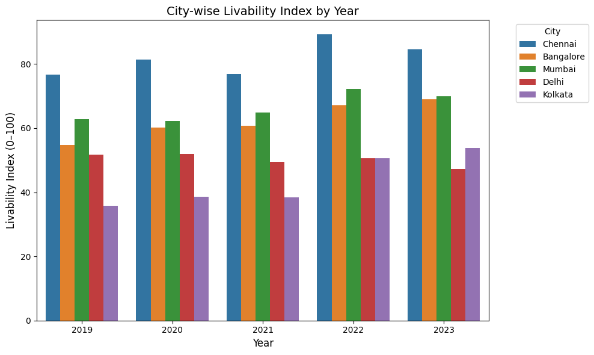 City-wise Livability Index by Year
Livability Index (0–100)
80
60
40
20
0
2019
2020
2021
2022
2023
Year
City
Chennai
Bangalore
Mumbai
Delhi
Kolkata